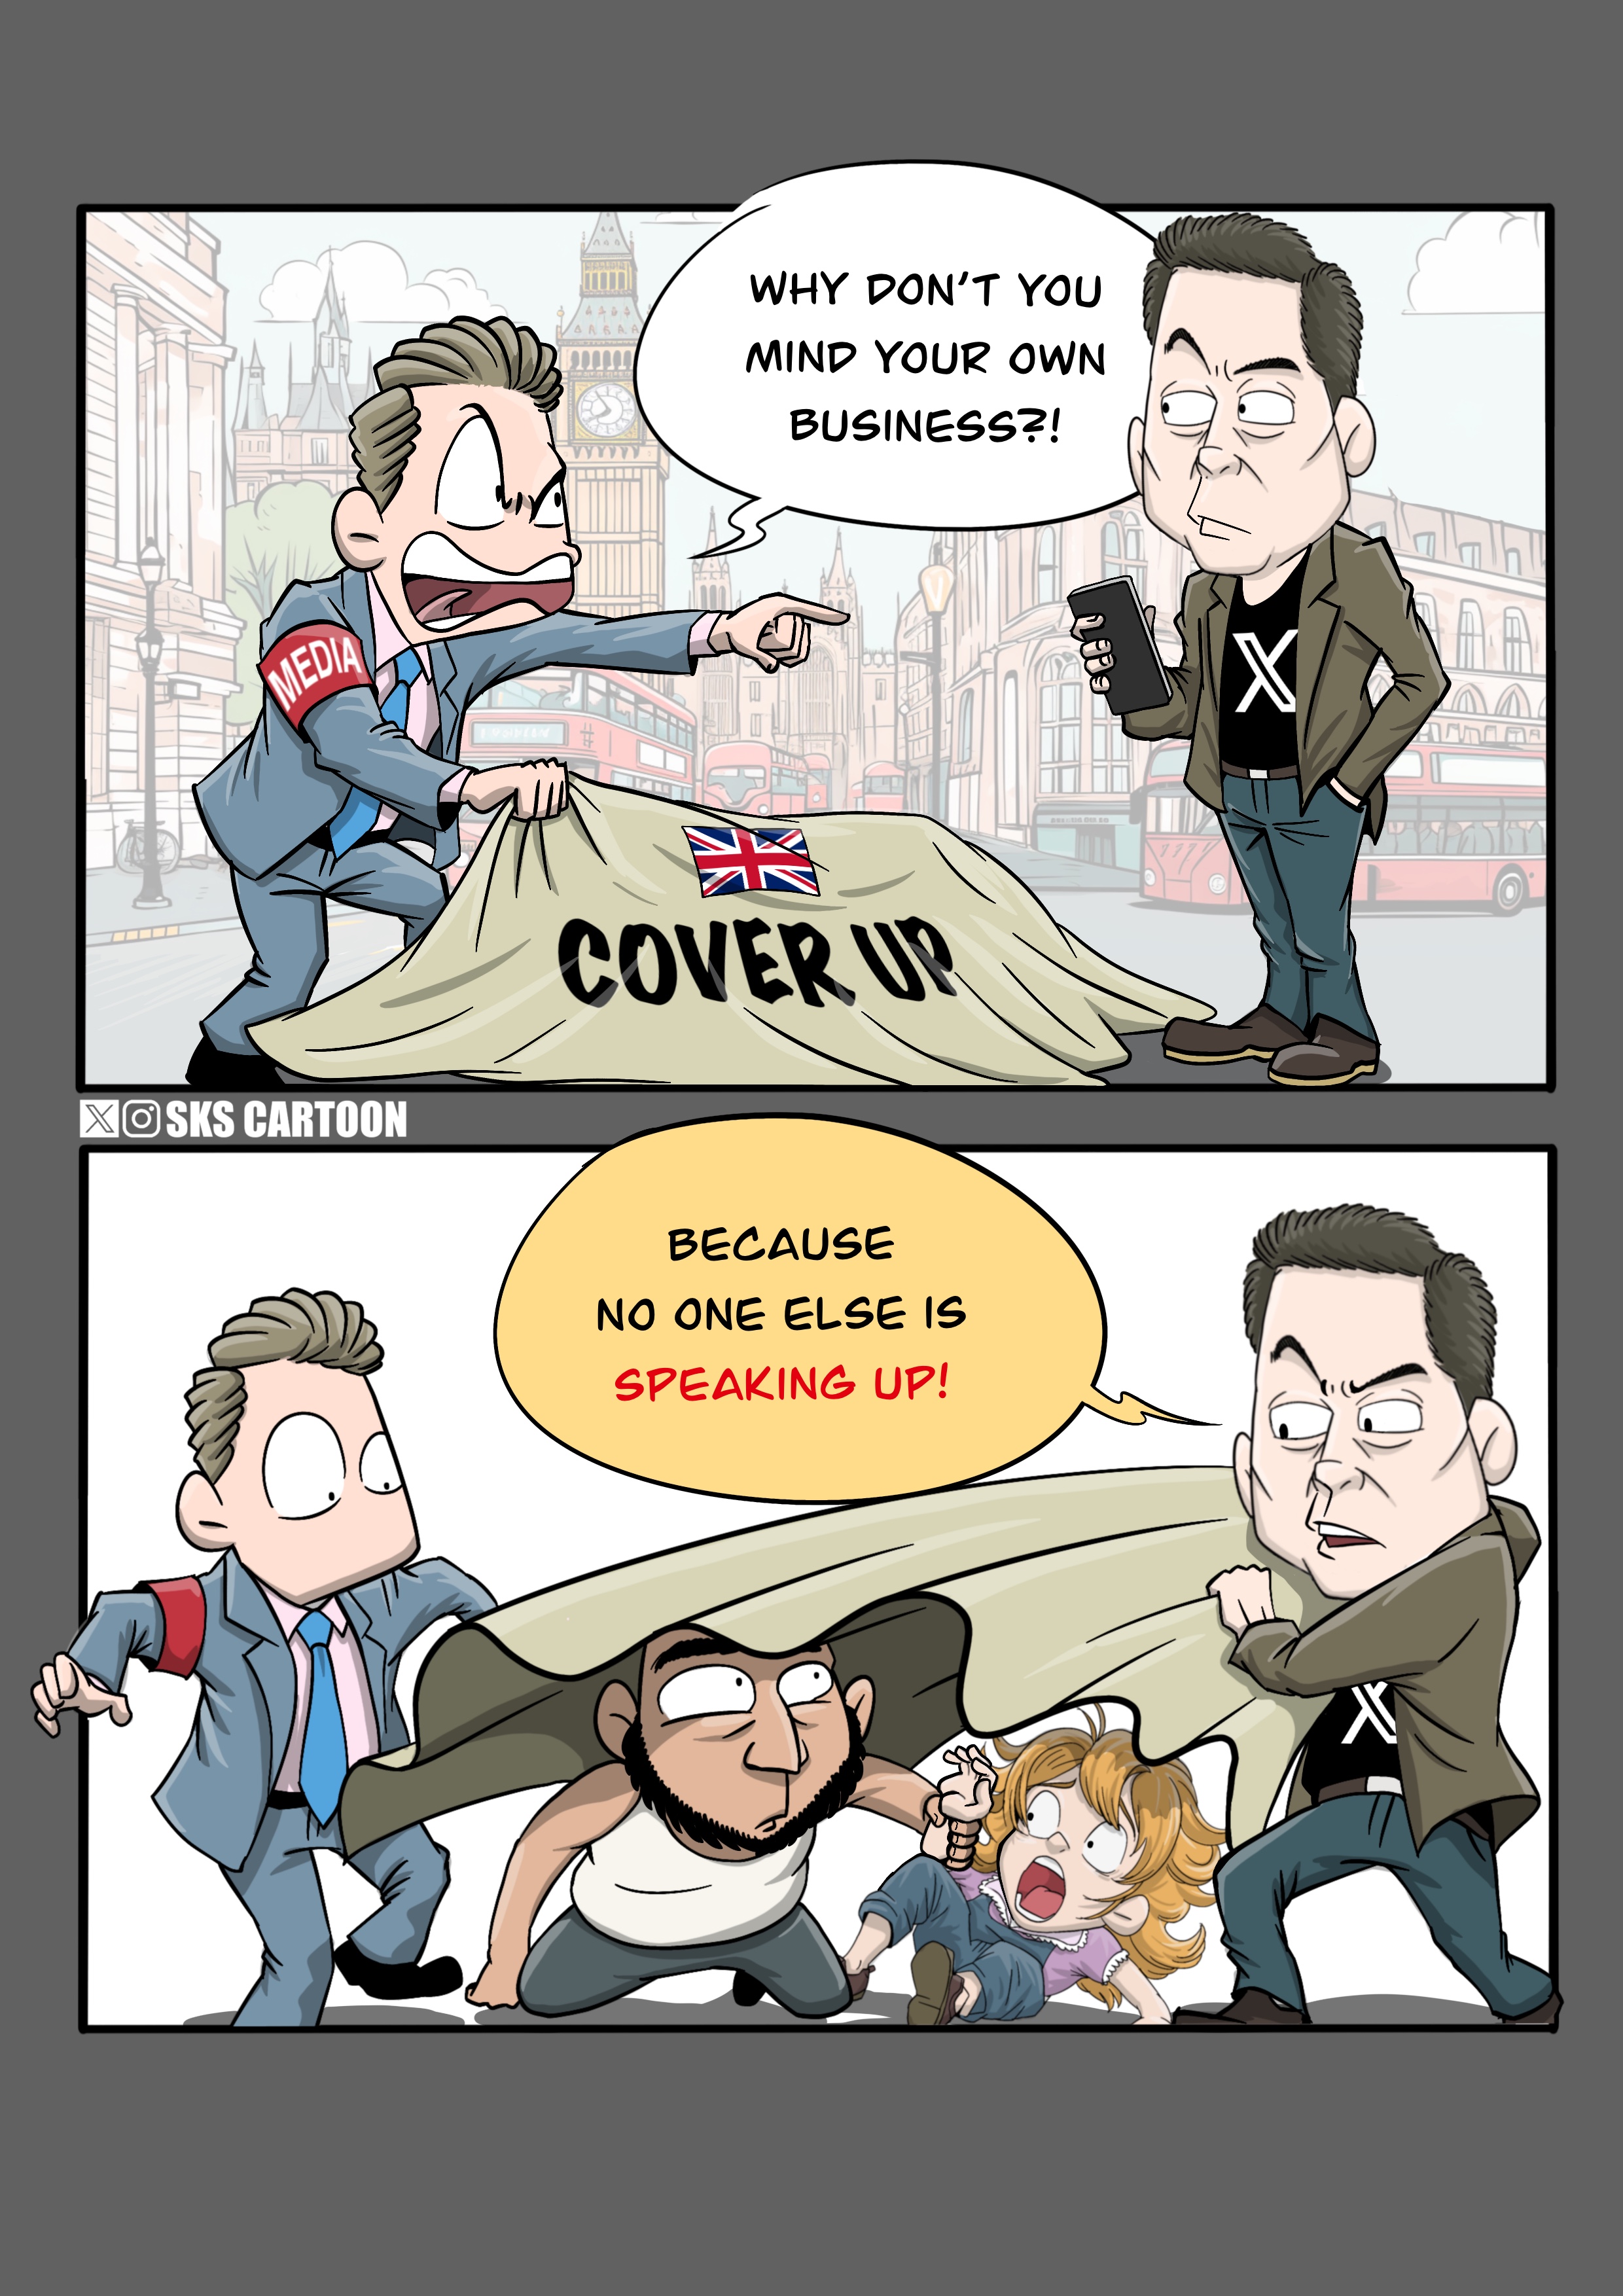 WHY DON'T YOU
MIND YOUR OWN
BUSINESS?!
MEDIA
X
COVER UP
X SKS CARTOON
BECAUSE
NO ONE ELSE IS
SPEAKING UP!
X